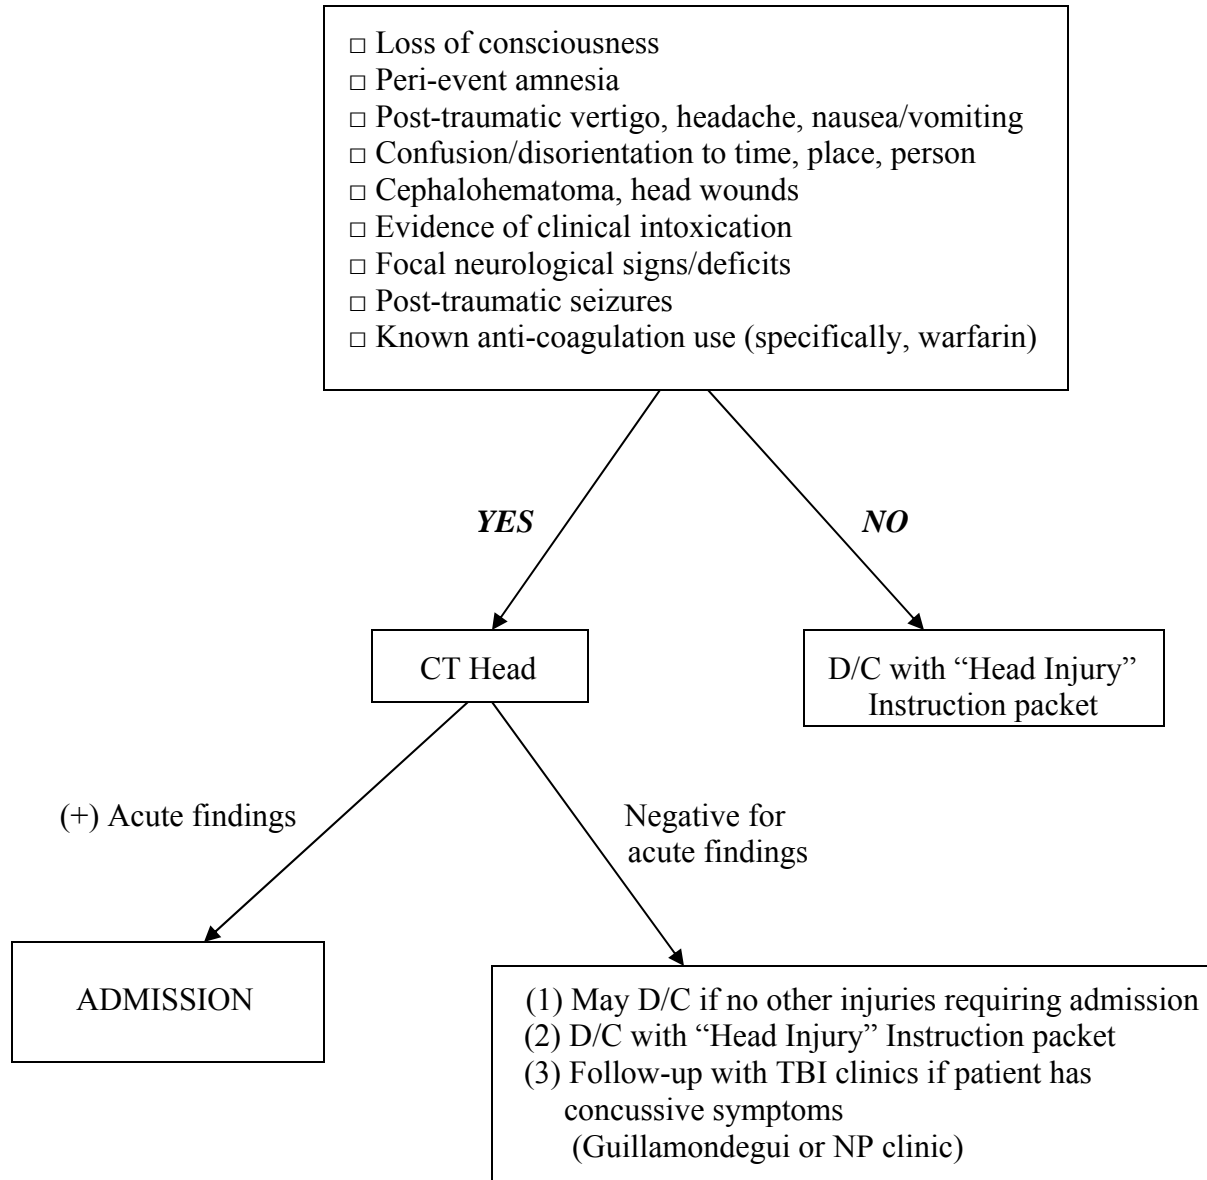 □ Loss of consciousness
□ Peri-event amnesia
□ Post-traumatic vertigo, headache, nausea/vomiting
□ Confusion/disorientation to time, place, person
□ Cephalohematoma, head wounds
□ Evidence of clinical intoxication
□ Focal neurological signs/deficits
□ Post-traumatic seizures
□ Known anti-coagulation use (specifically, warfarin)
YES
NO
CT Head
D/C with “Head Injury”
Instruction packet
(+) Acute findings
Negative for
acute findings
ADMISSION
(1) May D/C if no other injuries requiring admission
(2) D/C with “Head Injury” Instruction packet
(3) Follow-up with TBI clinics if patient has
concussive symptoms
(Guillamondegui or NP clinic)